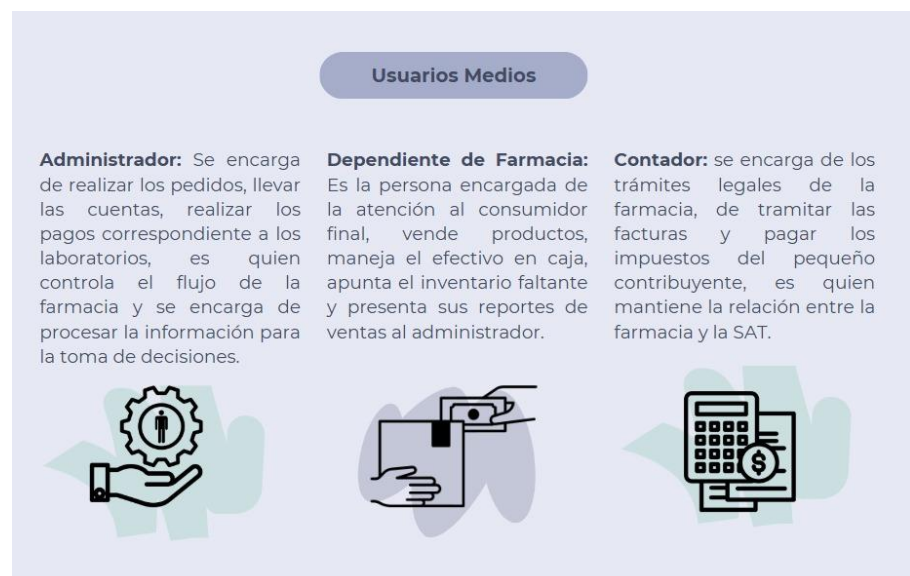 Usuarios Medios
Administrador: Se encarga
de realizar los pedidos, llevar
las cuentas, realizar los
pagos correspondiente a los
laboratorios, es quien
controla el flujo de la
farmacia y se encarga de
procesar la información para
la toma de decisiones.
Dependiente de Farmacia:
Es la persona encargada de
la atención al consumidor
final, vende productos,
maneja el efectivo en caja,
apunta el inventario faltante
y presenta sus reportes de
ventas al administrador.
Contador: se encarga de los
trámites legales de la
farmacia, de tramitar las
facturas y pagar los
impuestos del pequeño
contribuyente, es quien
mantiene la relación entre la
farmacia y la SAT.
$